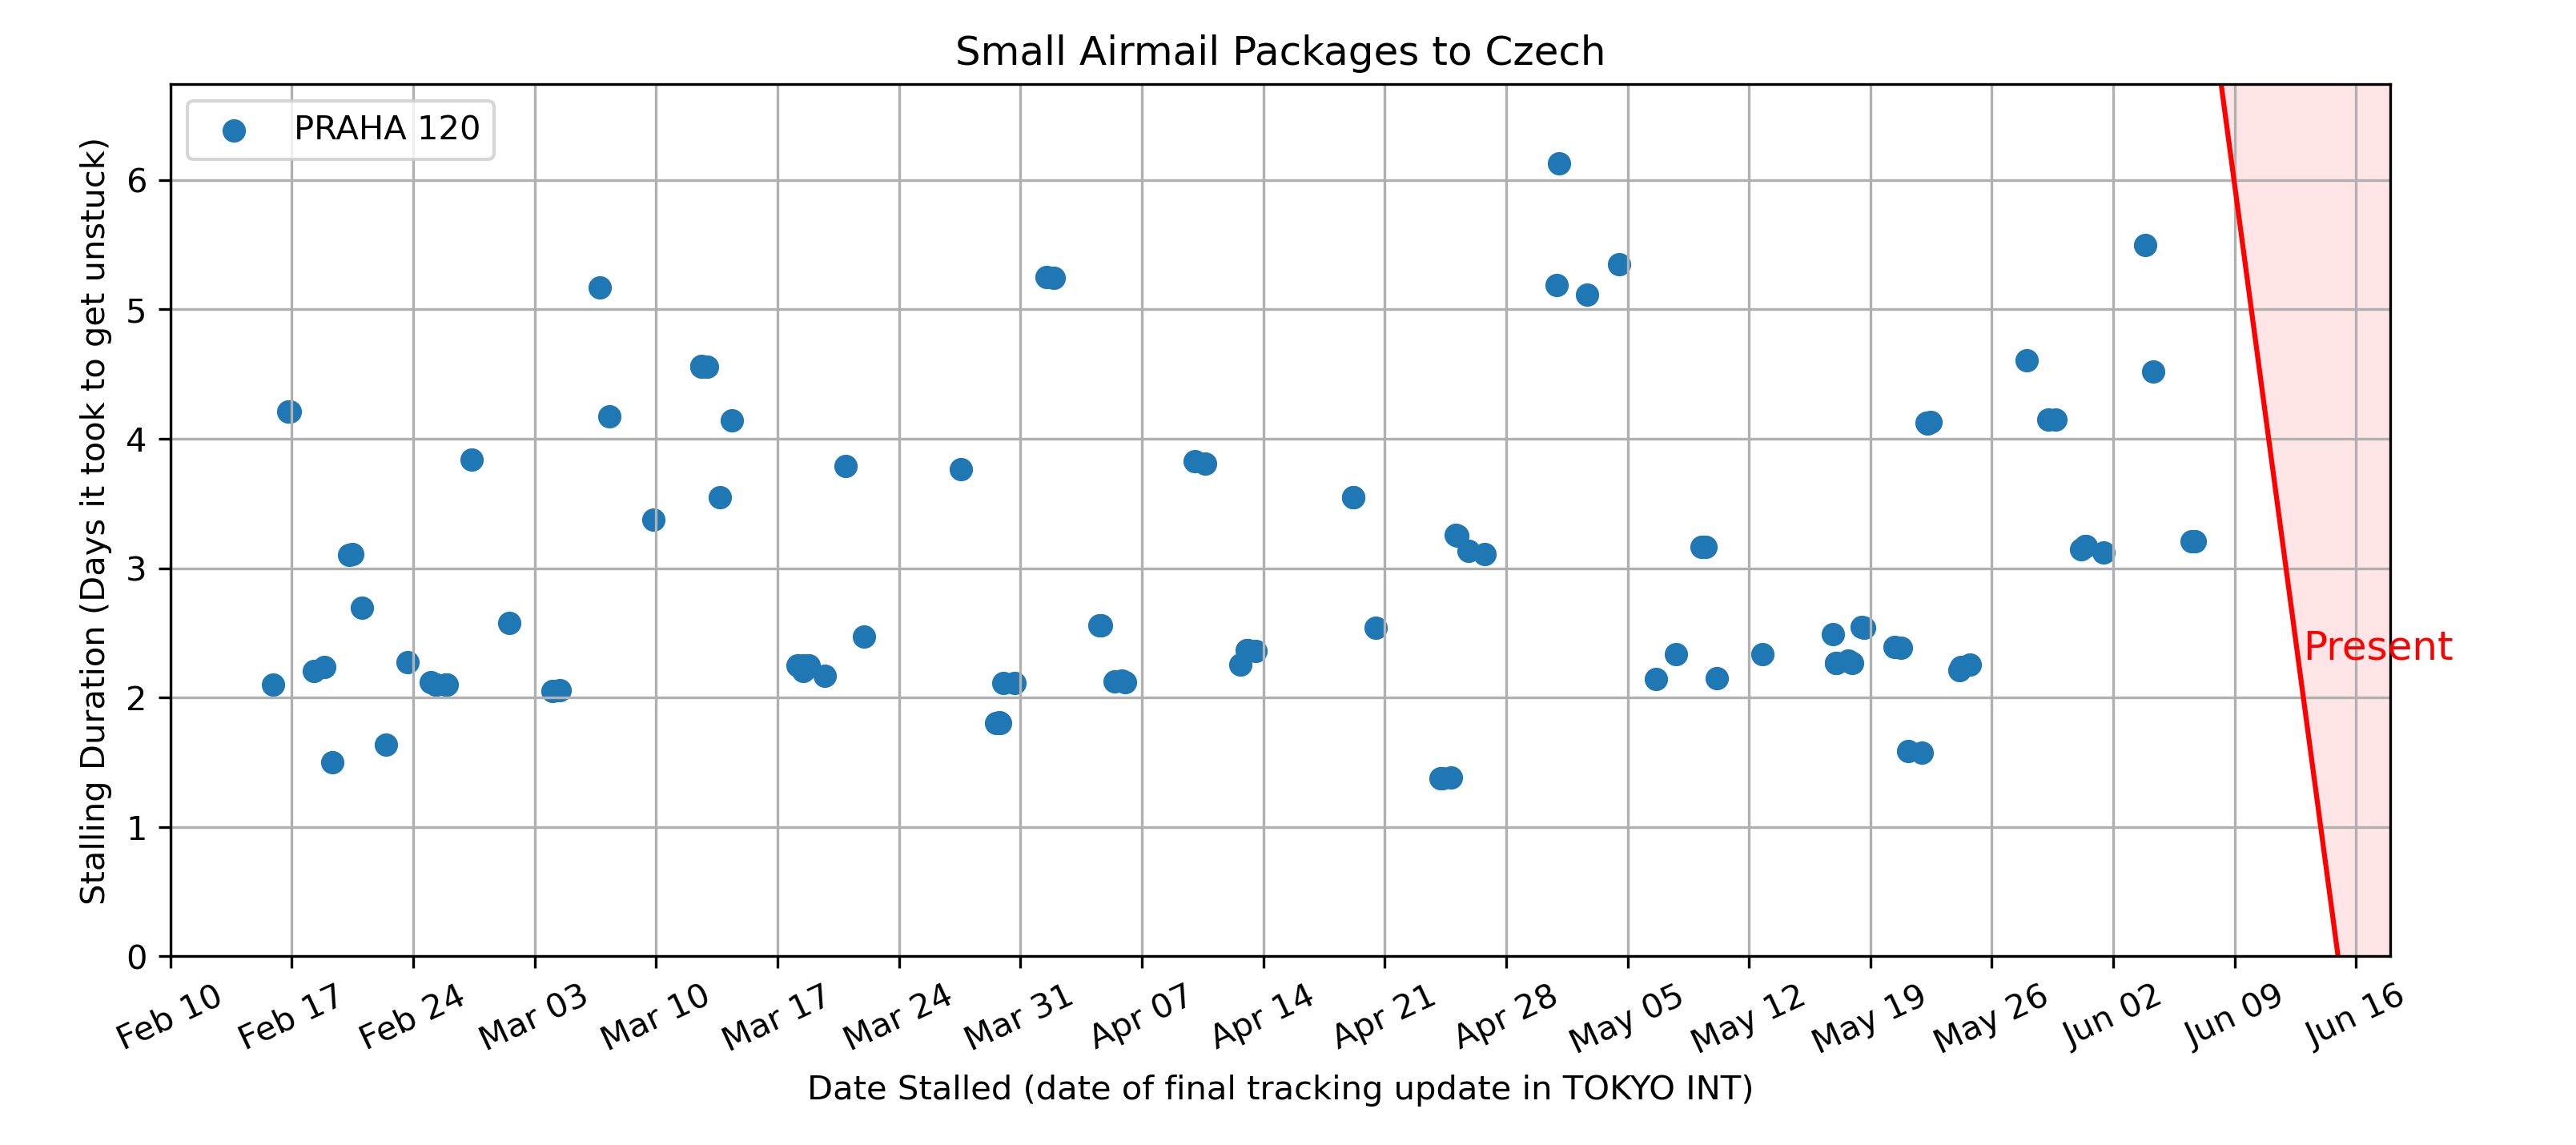 Small Airmail Packages to Czech
PRAHA 120
Stalling Duration (Days it took to get unstuck)
6
5
4
3
2
1
0
Present
Feb 10
Feb 17
Feb 24
Mar 03
Mar 10
Mar 17
Mar 24
Mar 31
Apr 07
Apr 14
Apr 21
Apr 28
May 05
May 12
May 19
May 26
Jun 02
Jun 09
Jun 16
Date Stalled (date of final tracking update in TOKYO INT)